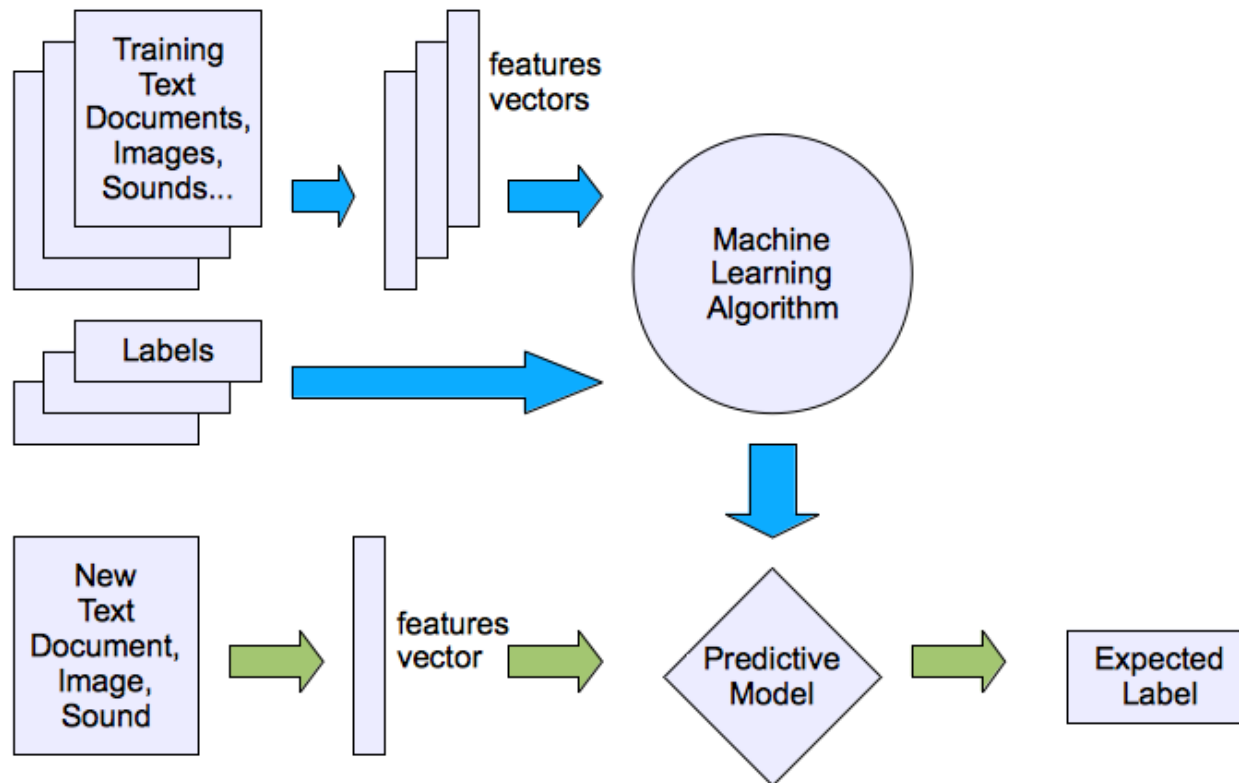 Training
Text
Documents,
Images,
Sounds...
features
vectors
Machine
Learning
Algorithm
Labels
New
Text
Document,
Image,
Sound
features
vector
Predictive
Model
Expected
Label